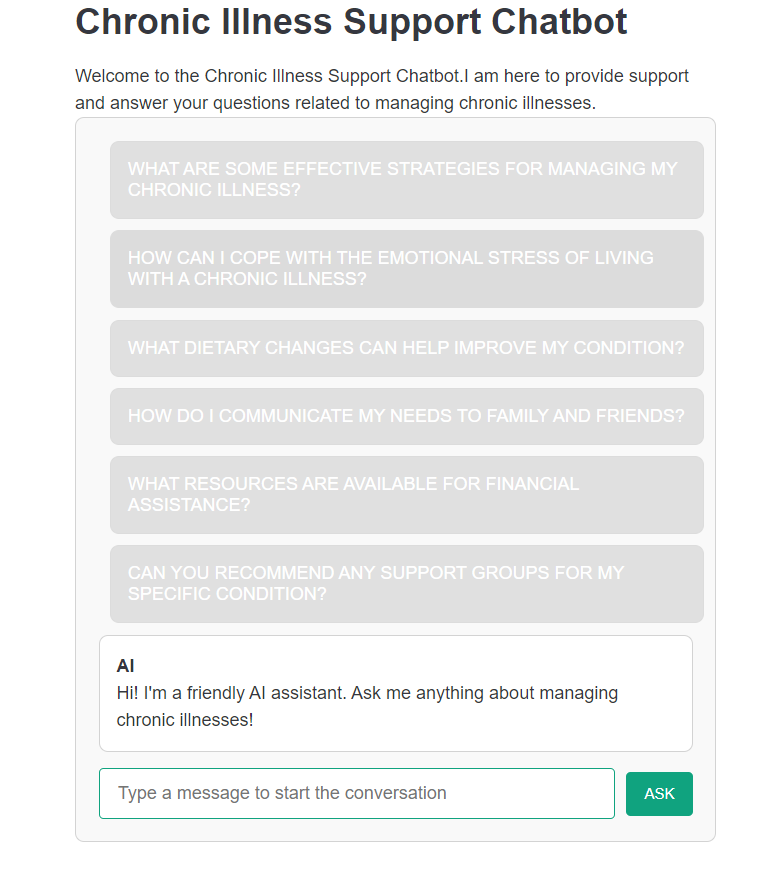 Chronic Illness Support Chatbot
Welcome to the Chronic Illness Support Chatbot.I am here to provide support
and answer your questions related to managing chronic illnesses.
WHAT ARE SOME EFFECTIVE STRATEGIES FOR MANAGING MY
CHRONIC ILLNESS?
HOW CAN I COPE WITH THE EMOTIONAL STRESS OF LIVING
WITH A CHRONIC ILLNESS?
WHAT DIETARY CHANGES CAN HELP IMPROVE MY CONDITION?
HOW DO I COMMUNICATE MY NEEDS TO FAMILY AND FRIENDS?
WHAT RESOURCES ARE AVAILABLE FOR FINANCIAL
ASSISTANCE?
CAN YOU RECOMMEND ANY SUPPORT GROUPS FOR MY
SPECIFIC CONDITION?
AI
Hi! I'm a friendly AI assistant. Ask me anything about managing
chronic illnesses!
Type a message to start the conversation
ASK